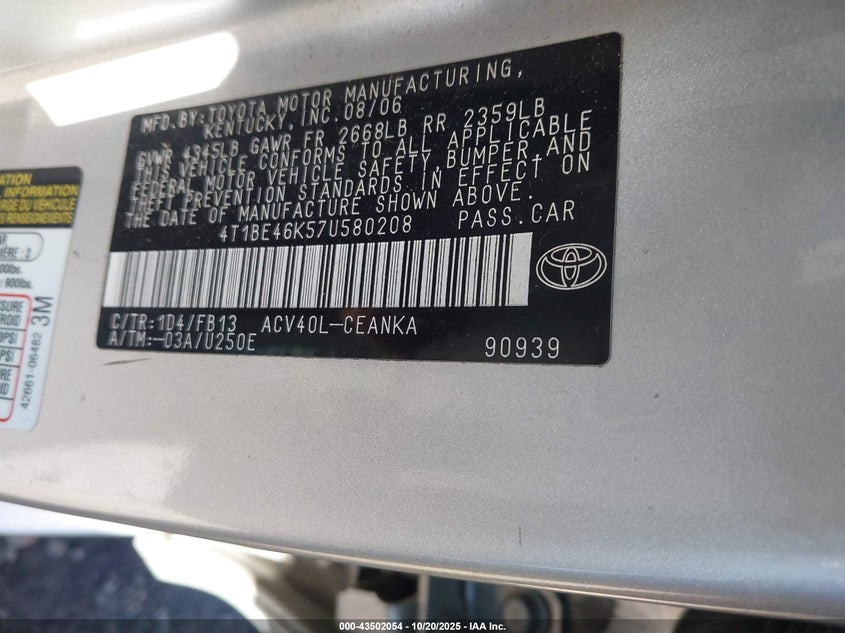 MFD.BY:TOYOTA MOTOR MANUFACTURING,
KENTUCKY, INC. 08/06
GVWR 4945LB GAWR FR 2668LB RR 2359LB
THIS VEHICLE CONFORMS TO ALL APPLICABLE
FEDERAL MOTOR VEHICLE SAFETY, BUMPER, AND
THEFT PREVENTION STANDARDS IN EFFECT ON
THE DATE OF MANUFACTURE SHOWN ABOVE.
4T1BE46K57U580208 PASS.CAR
C/TR:1D4/FB13 ACV40L-CEANKA
A/TM:-03A/U250E
90939
INFORMATION
3M
42661-06482
000-43502054 - 10/20/2025 - IAA Inc.